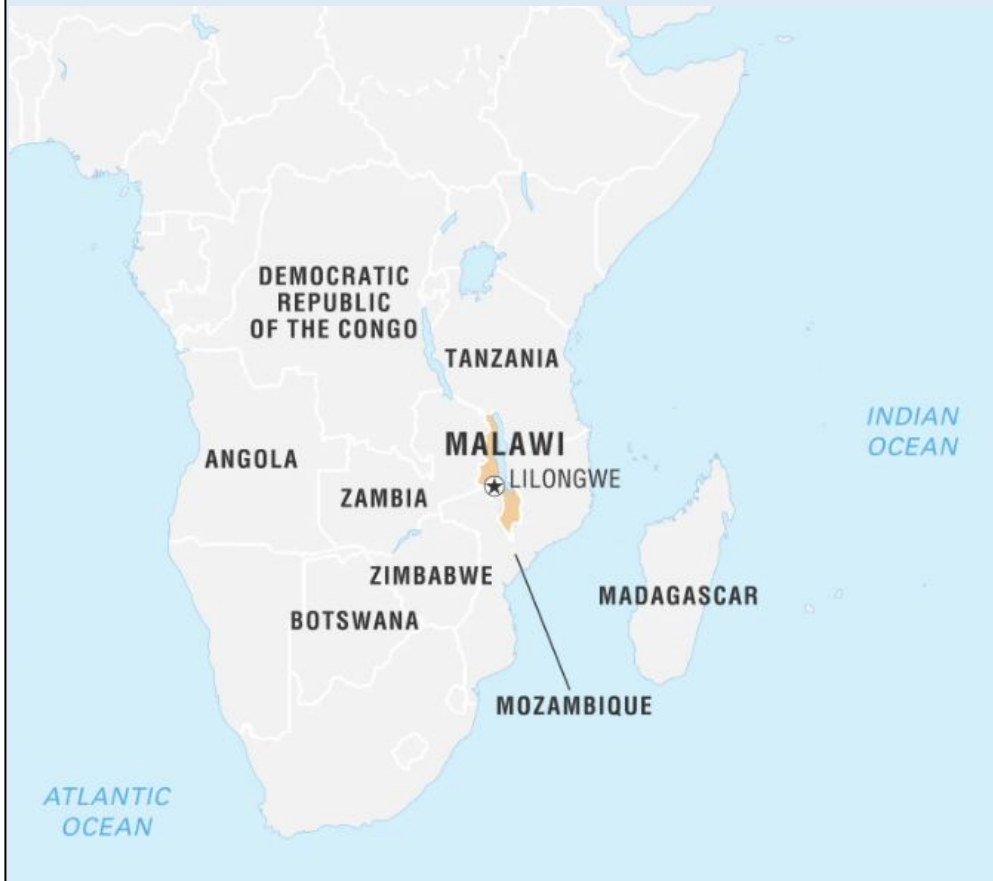 DEMOCRATIC
REPUBLIC
OF THE CONGO
TANZANIA
INDIAN
OCEAN
MALAWI
ANGOLA
LILONGWE
ZAMBIA
ZIMBABWE
MADAGASCAR
BOTSWANA
MOZAMBIQUE
ATLANTIC
OCEAN